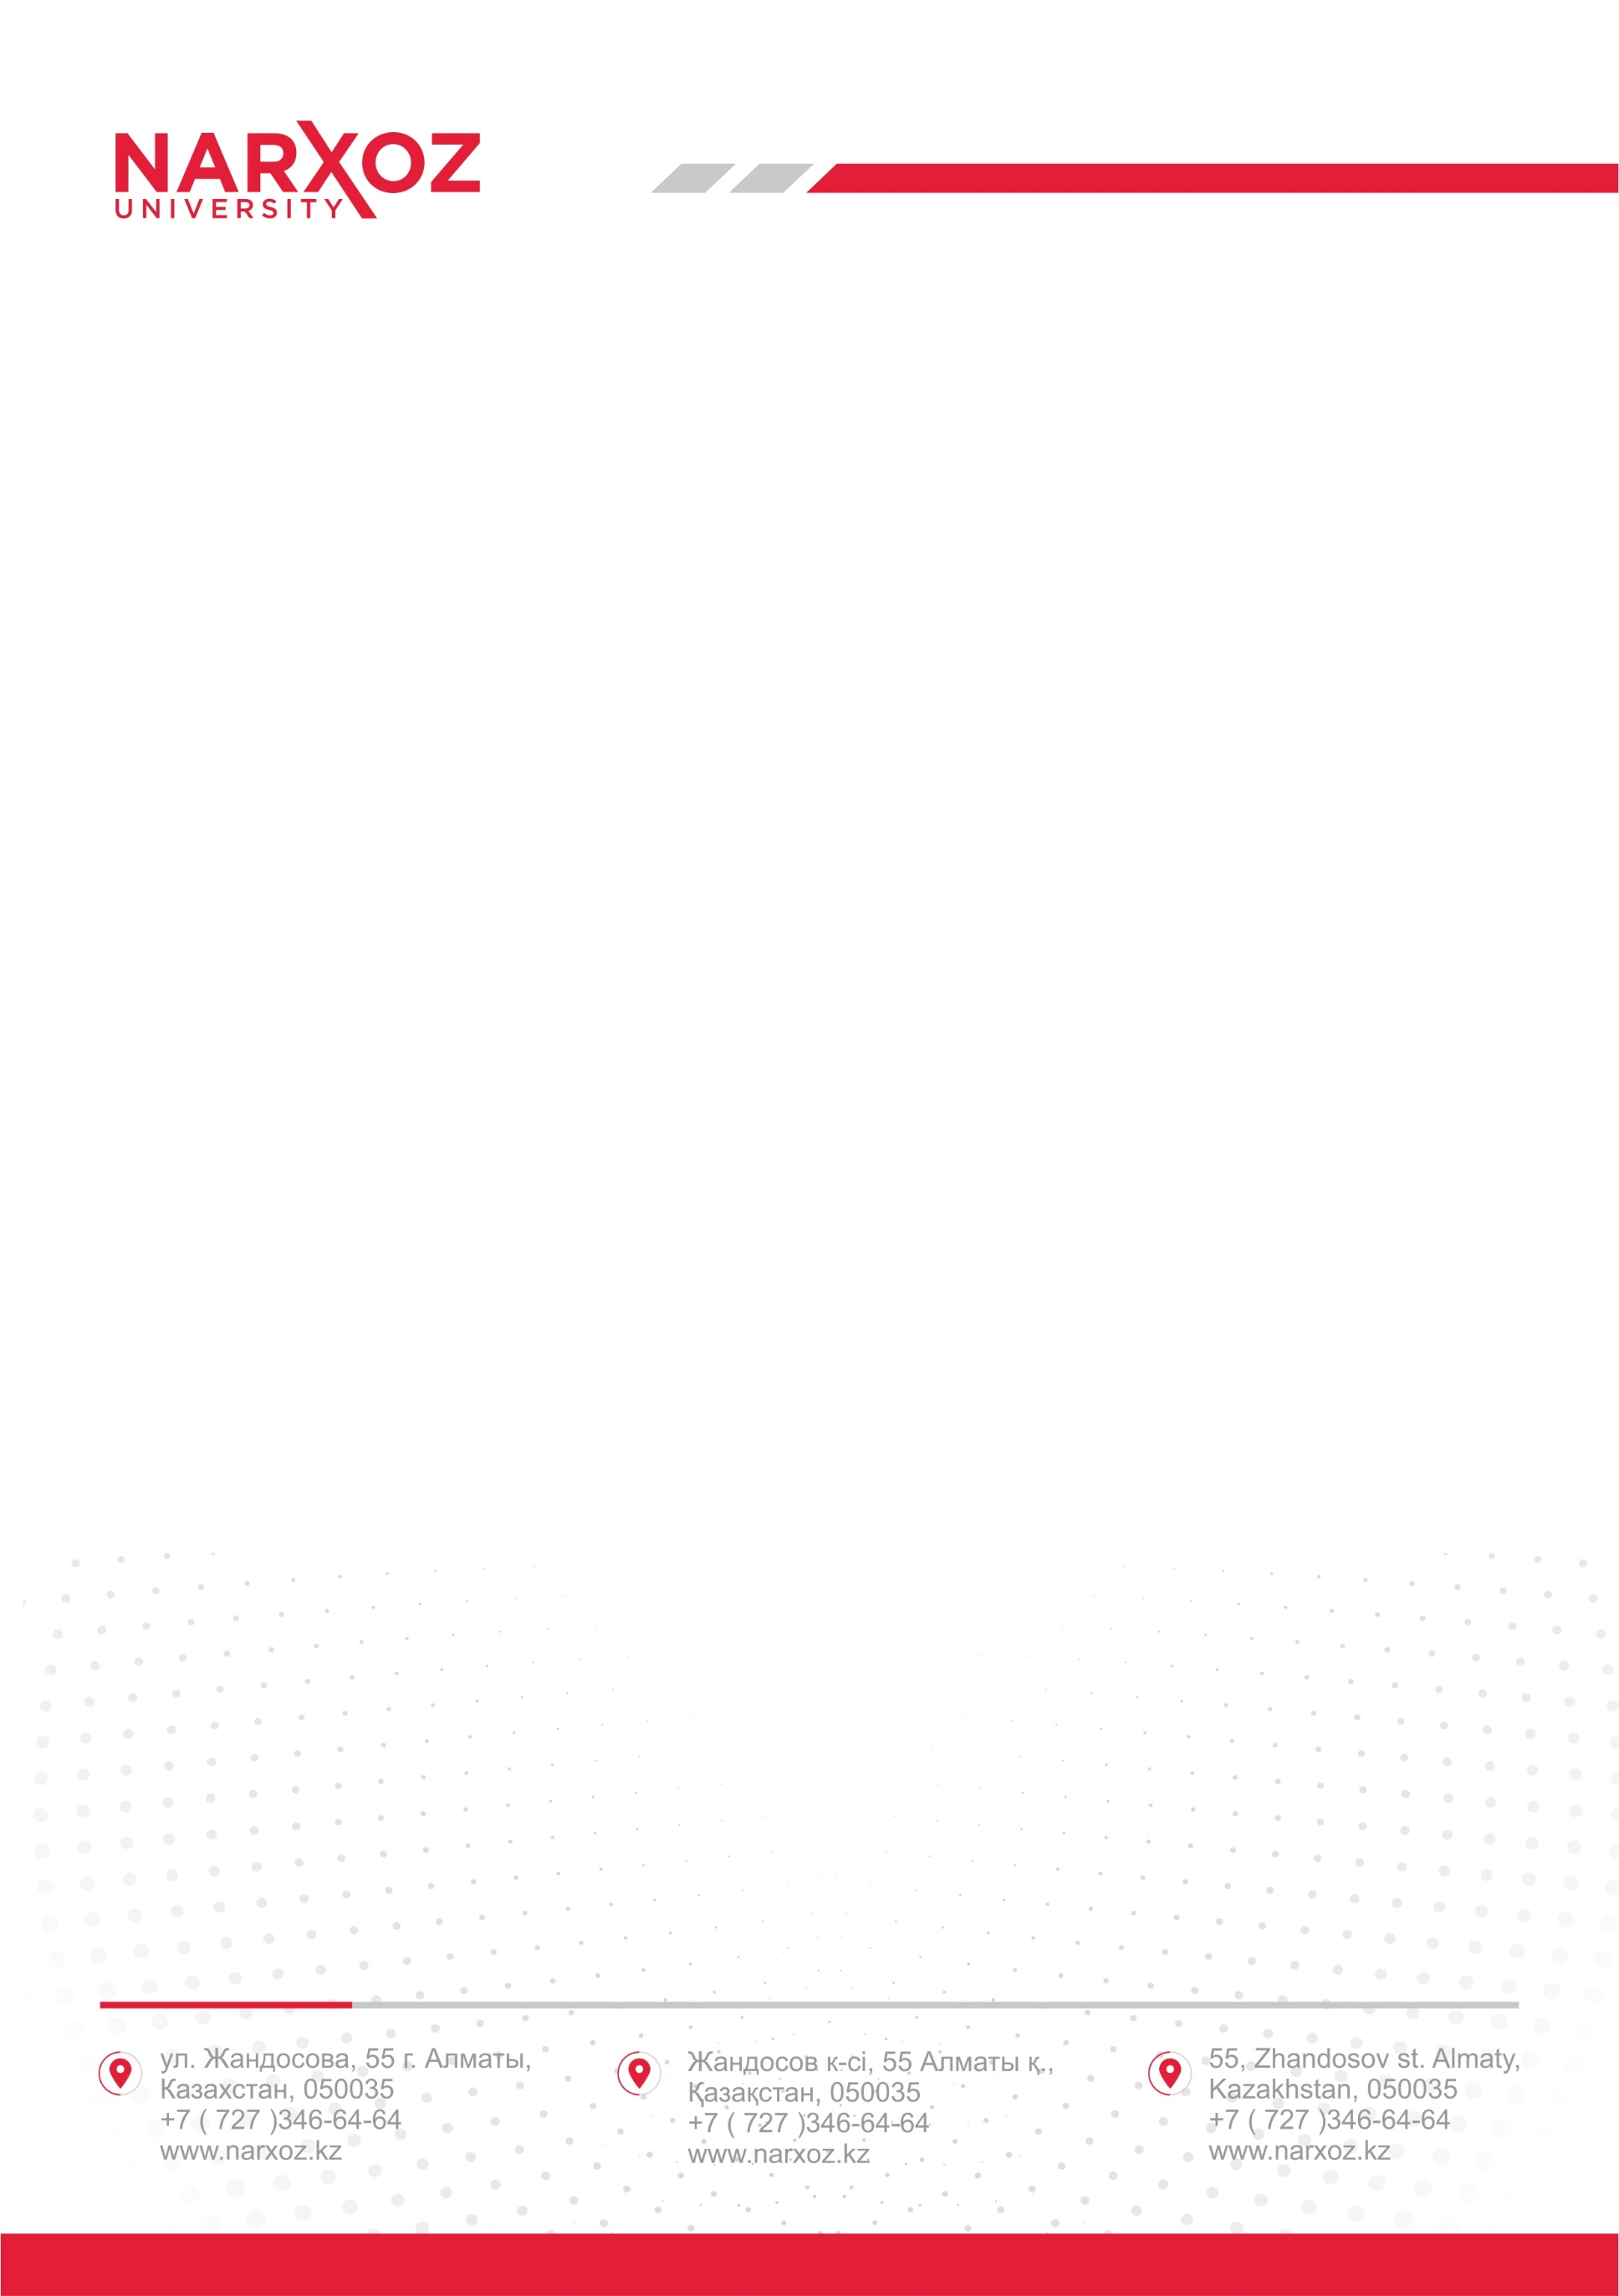 NARXOZ
UNIVERSITY
ул. Жандосова, 55 г. Алматы,
Казахстан, 050035
+7 ( 727 )346-64-64
www.narxoz.kz
Жандосов к-сі, 55 Алматы қ.,
Қазақстан, 050035
+7 ( 727 )346-64-64
www.narxoz.kz
55, Zhandosov st. Almaty,
Kazakhstan, 050035
+7 ( 727 )346-64-64
www.narxoz.kz